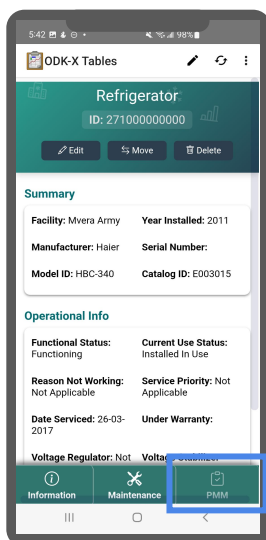 5:42 98%
ODK-X Tables
Refrigerator
ID: 271000000000
Edit Move Delete
Summary
Facility: Mvera Army Year Installed: 2011
Manufacturer: Haier Serial Number:
Model ID: HBC-340 Catalog ID: E003015
Operational Info
Functional Status: Current Use Status:
Functioning Installed In Use
Reason Not Working: Service Priority: Not
Not Applicable Applicable
Date Serviced: 26-03- Under Warranty:
2017
Voltage Regulator: Not Voltage Stabilizer
Information Maintenance PMM